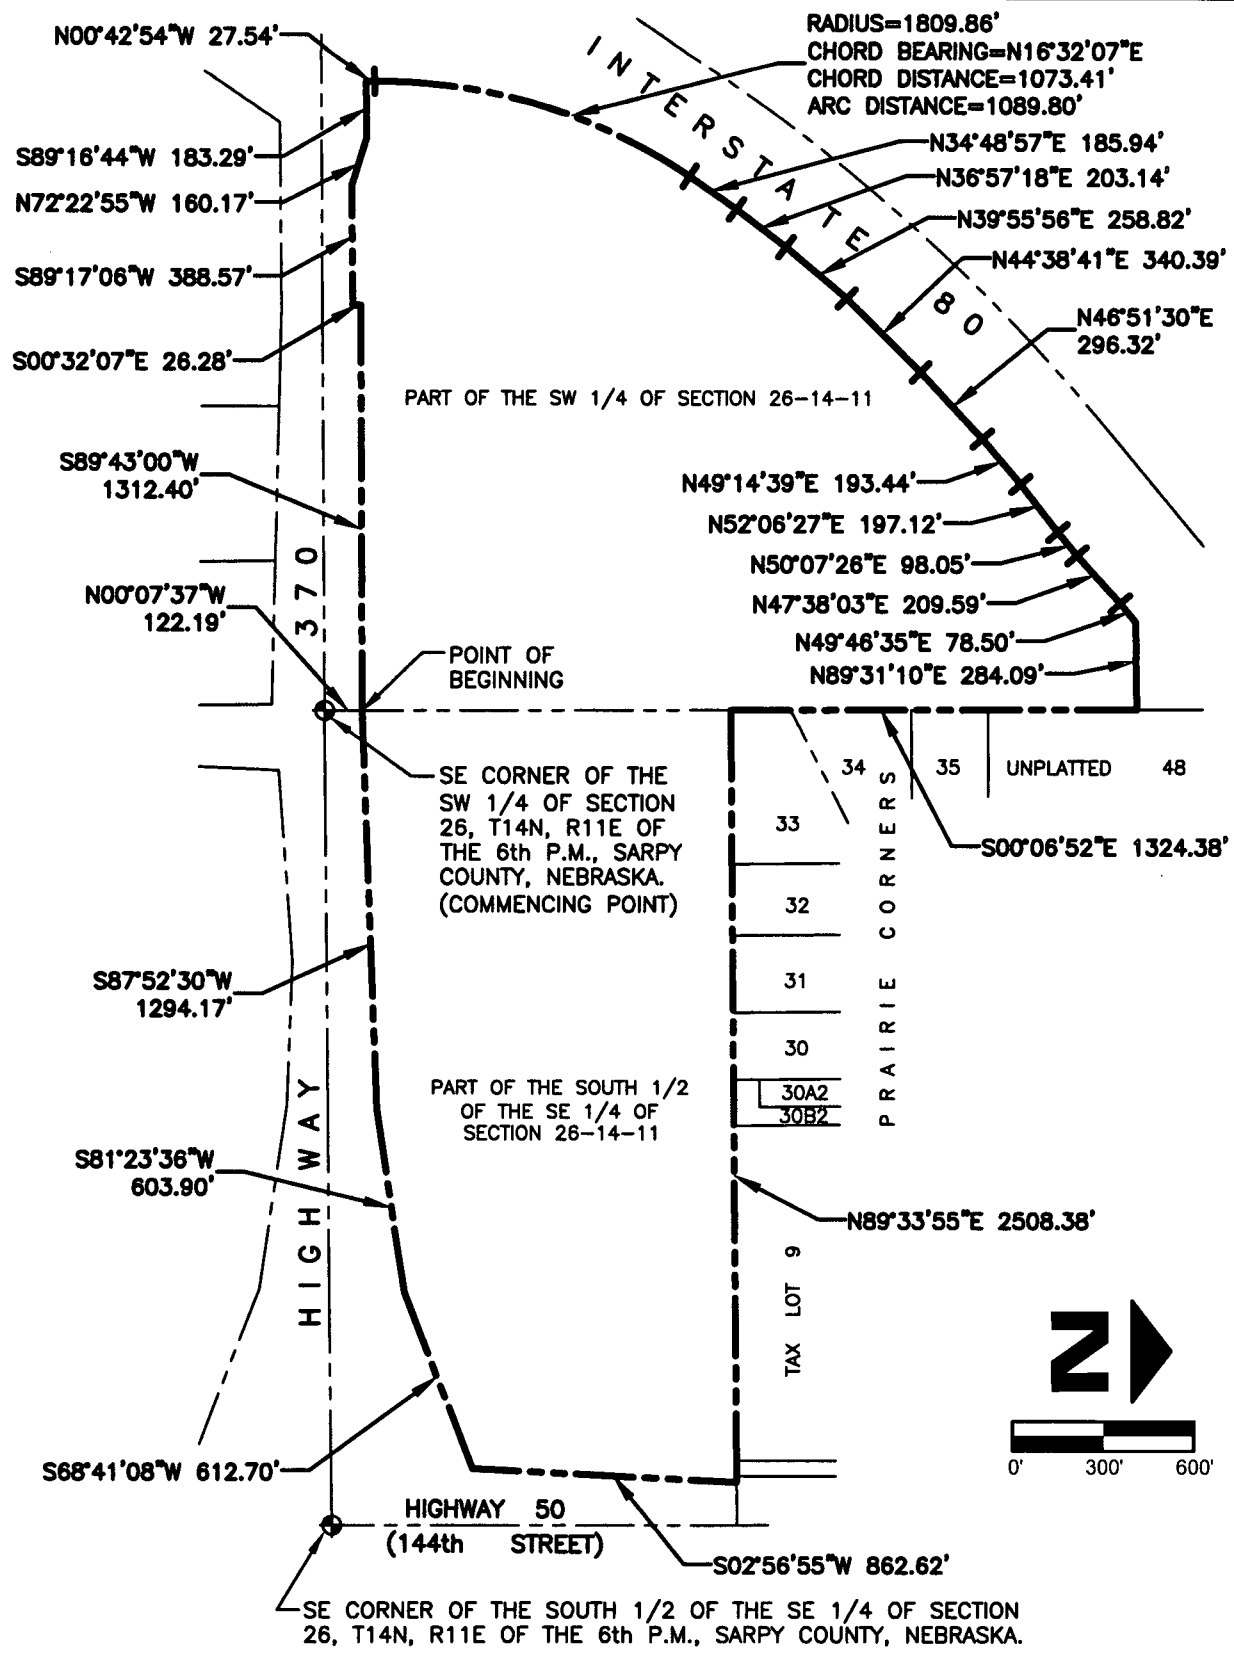 N00°42'54"W 27.54'
RADIUS=1809.86'
CHORD BEARING=N16°32'07"E
CHORD DISTANCE=1073.41'
ARC DISTANCE=1089.80'
INTERSTATE 80
S89°16'44"W 183.29'
N72°22'55"W 160.17'
S89°17'06"W 388.57'
S00°32'07"E 26.28'
N34°48'57"E 185.94'
N36°57'18"E 203.14'
N39°55'56"E 258.82'
N44°38'41"E 340.39'
N46°51'30"E
296.32'
PART OF THE SW 1/4 OF SECTION 26-14-11
S89°43'00"W
1312.40'
N49°14'39"E 193.44'
N52°06'27"E 197.12'
N50°07'26"E 98.05'
N47°38'03"E 209.59'
N49°46'35"E 78.50'
N89°31'10"E 284.09'
N00°07'37"W
122.19'
HIGHWAY 370
POINT OF
BEGINNING
SE CORNER OF THE
SW 1/4 OF SECTION
26, T14N, R11E OF
THE 6th P.M., SARPY
COUNTY, NEBRASKA.
(COMMENCING POINT)
34
35
UNPLATTED
48
33
32
31
30
30A2
30B2
PRAIRIE CORNERS
S00°06'52"E 1324.38'
S87°52'30"W
1294.17'
PART OF THE SOUTH 1/2
OF THE SE 1/4 OF
SECTION 26-14-11
S81°23'36"W
603.90'
N89°33'55"E 2508.38'
TAX LOT 9
N
0' 300' 600'
S68°41'08"W 612.70'
HIGHWAY 50
(144th STREET)
S02°56'55"W 862.62'
SE CORNER OF THE SOUTH 1/2 OF THE SE 1/4 OF SECTION
26, T14N, R11E OF THE 6th P.M., SARPY COUNTY, NEBRASKA.